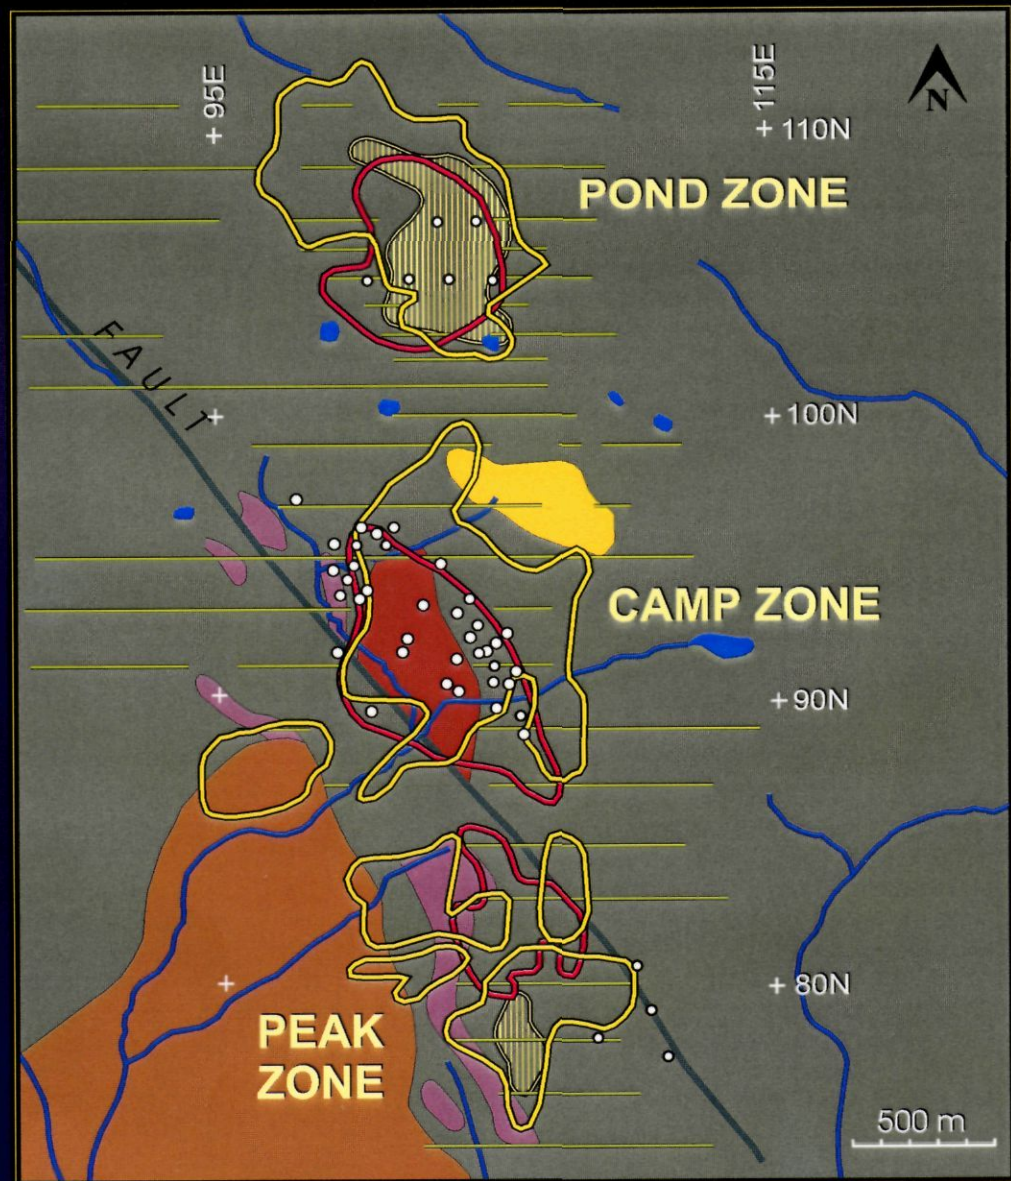 + 95E
115E
N
+ 110N
POND ZONE
FAULT
+
+ 100N
CAMP ZONE
+
+ 90N
+
+ 80N
PEAK
ZONE
500 m